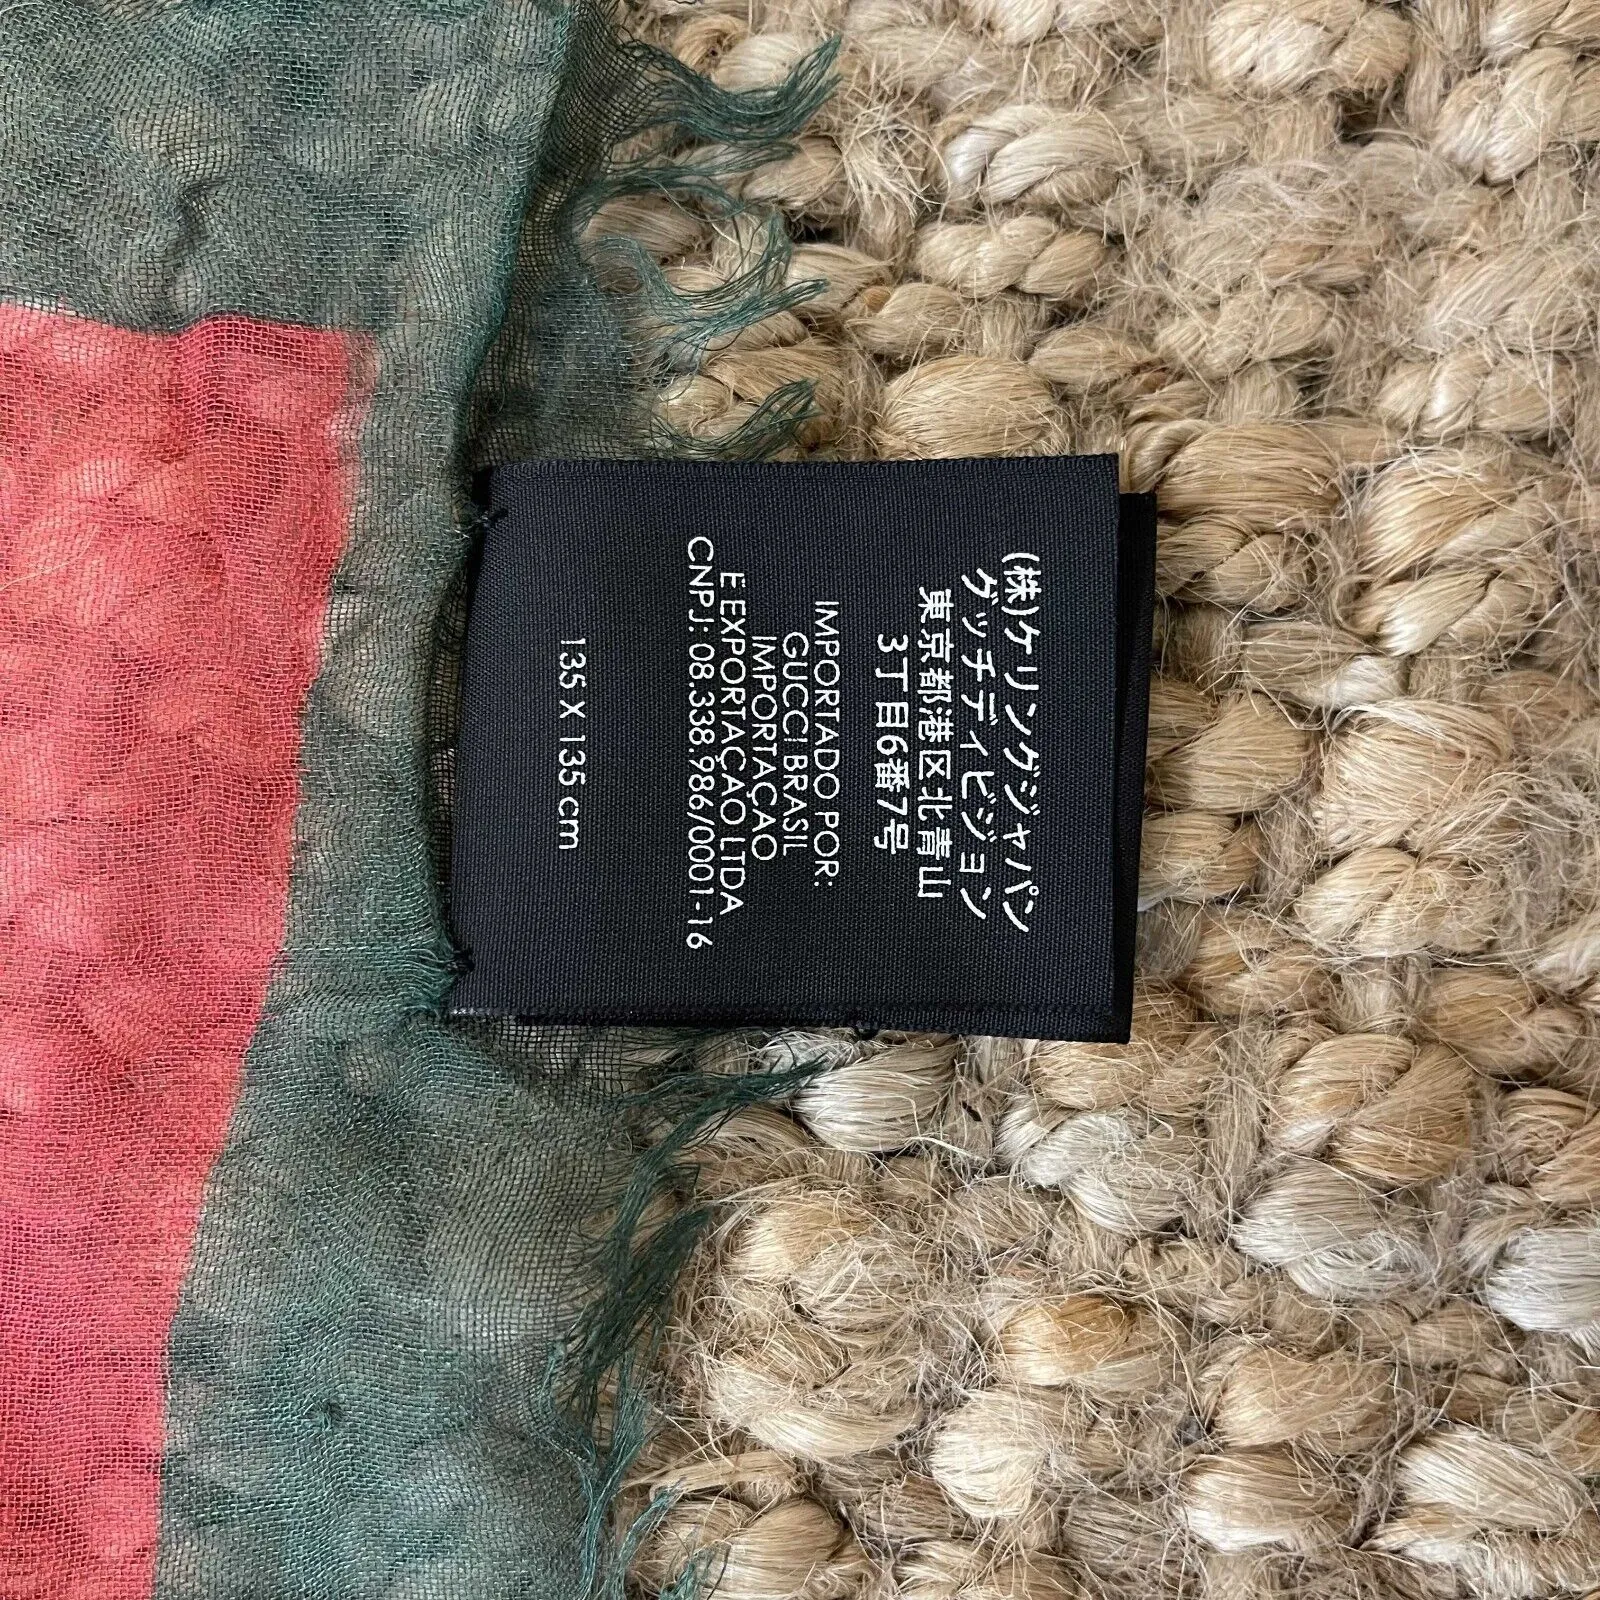 (株)ケリングジャパン
グッチディビジョン
東京都港区北青山
3丁目6番7号
IMPORTADO POR:
GUCCI BRASIL
IMPORTAÇAO
E EXPORTAÇAO LTDA
CNPJ: 08.338.986/0001-16
135 X 135 cm